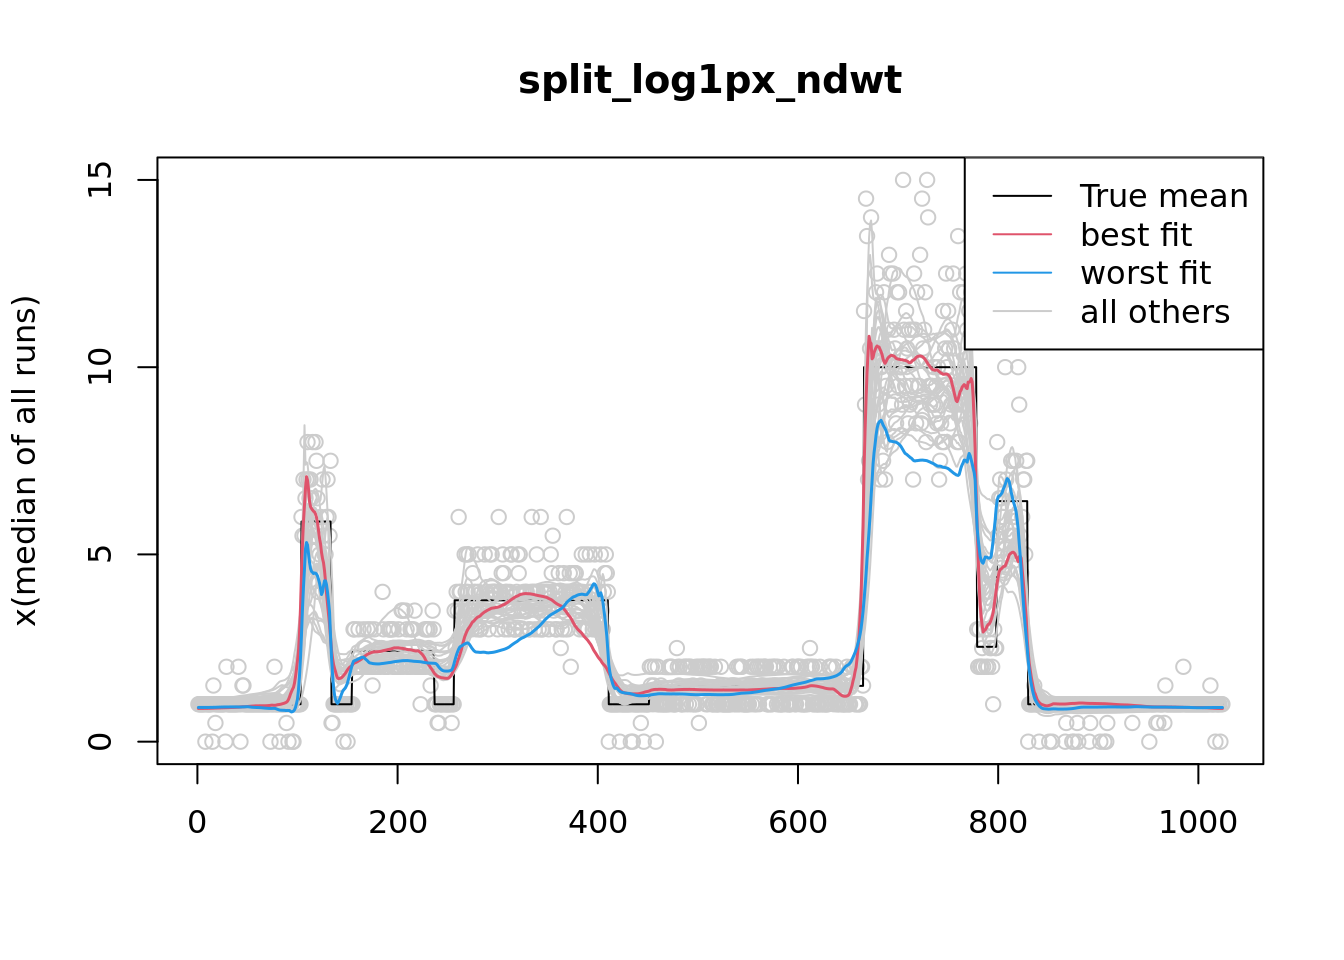 split_log1px_ndwt
x(median of all runs)
15
10
5
0
True mean
best fit
worst fit
all others
0 200 400 600 800 1000